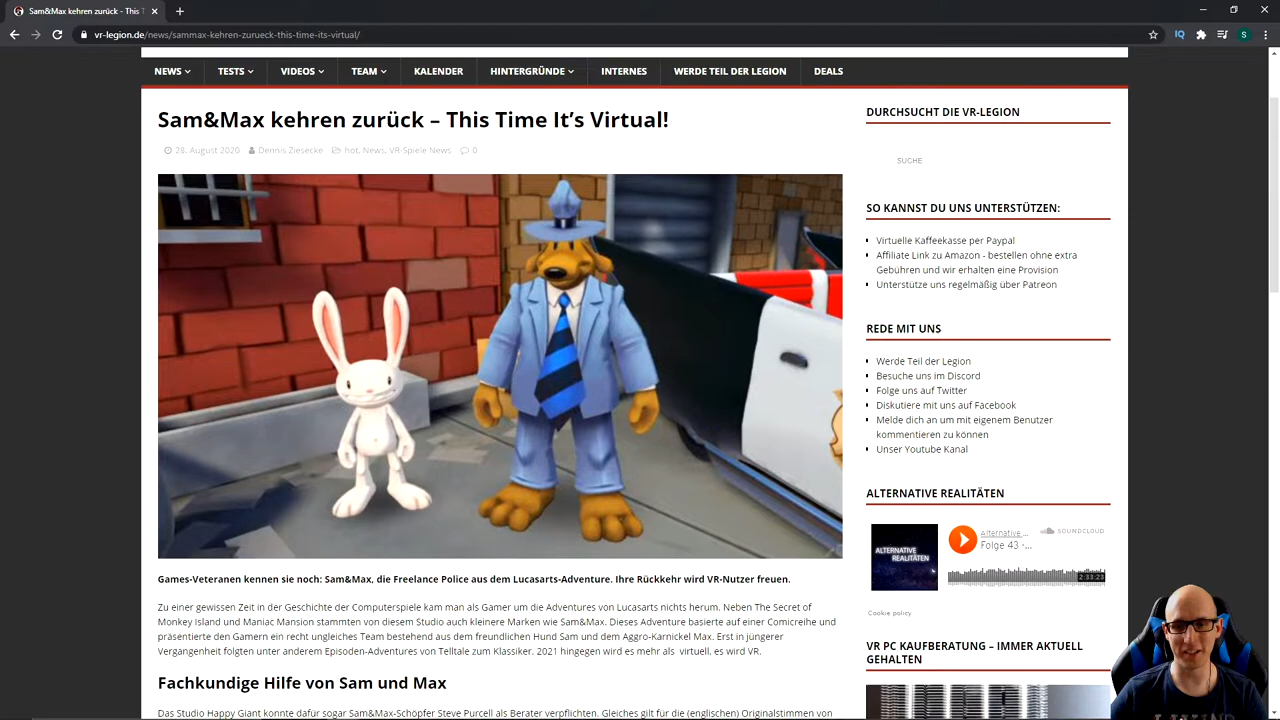 Sam&Max kehren zurück – This T
vr-legion.de/news/sammax-kehren-zurueck-this-time-its-virtual/
NEWS
TESTS
VIDEOS
TEAM
KALENDER
HINTERGRÜNDE
INTERNES
WERDE TEIL DER LEGION
DEALS
Sam&Max kehren zurück – This Time It’s Virtual!
28. August 2020 Dennis Ziesecke hot, News, VR-Spiele News 0
Games-Veteranen kennen sie noch: Sam&Max, die Freelance Police aus dem Lucasarts-Adventure. Ihre Rückkehr wird VR-Nutzer freuen.
Zu einer gewissen Zeit in der Geschichte der Computerspiele kam man als Gamer um die Adventures von Lucasarts nichts herum. Neben The Secret of
Monkey Island und Maniac Mansion stammten von diesem Studio auch kleinere Marken wie Sam&Max. Dieses Adventure basierte auf einer Comicreihe und
präsentierte den Gamern ein recht ungleiches Team bestehend aus dem freundlichen Hund Sam und dem Aggro-Karnickel Max. Erst in jüngerer
Vergangenheit folgten unter anderem Episoden-Adventures von Telltale zum Klassiker. 2021 hingegen wird es mehr als virtuell, es wird VR.
Fachkundige Hilfe von Sam und Max
Das Studio Happy Giant konnte dafür sogar Sam&Max-Schöpfer Steve Purcell als Berater verpflichten. Gleiches gilt für die (englischen) Originalstimmen von
DURCHSUCHT DIE VR-LEGION
SUCHE
SO KANNST DU UNS UNTERSTÜTZEN:
Virtuelle Kaffeekasse per Paypal
Affiliate Link zu Amazon - bestellen ohne extra
Gebühren und wir erhalten eine Provision
Unterstütze uns regelmäßig über Patreon
REDE MIT UNS
Werde Teil der Legion
Besuche uns im Discord
Folge uns auf Twitter
Diskutiere mit uns auf Facebook
Melde dich an um mit eigenem Benutzer
kommentieren zu können
Unser Youtube Kanal
ALTERNATIVE REALITÄTEN
ALTERNATIVE
REALITÄTEN
Alternative ...
SOUNDCLOUD
Folge 43 -...
2:33:23
Cookie policy
VR PC KAUFBERATUNG – IMMER AKTUELL
GEHALTEN